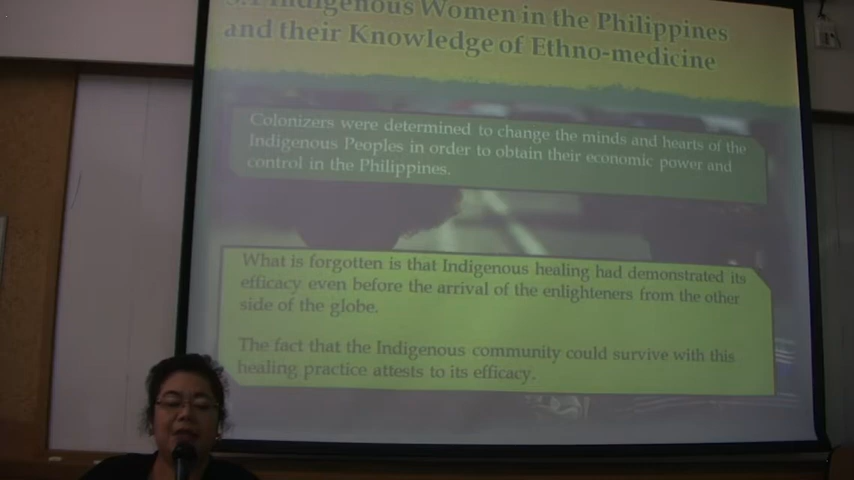 Indigenous Women in the Philippines
and their Knowledge of Ethno-medicine
Colonizers were determined to change the minds and hearts of the
Indigenous Peoples in order to obtain their economic power and
control in the Philippines.
What is forgotten is that Indigenous healing had demonstrated its
efficacy even before the arrival of the enlighteners from the other
side of the globe.
The fact that the Indigenous community could survive with this
healing practice attests to its efficacy.